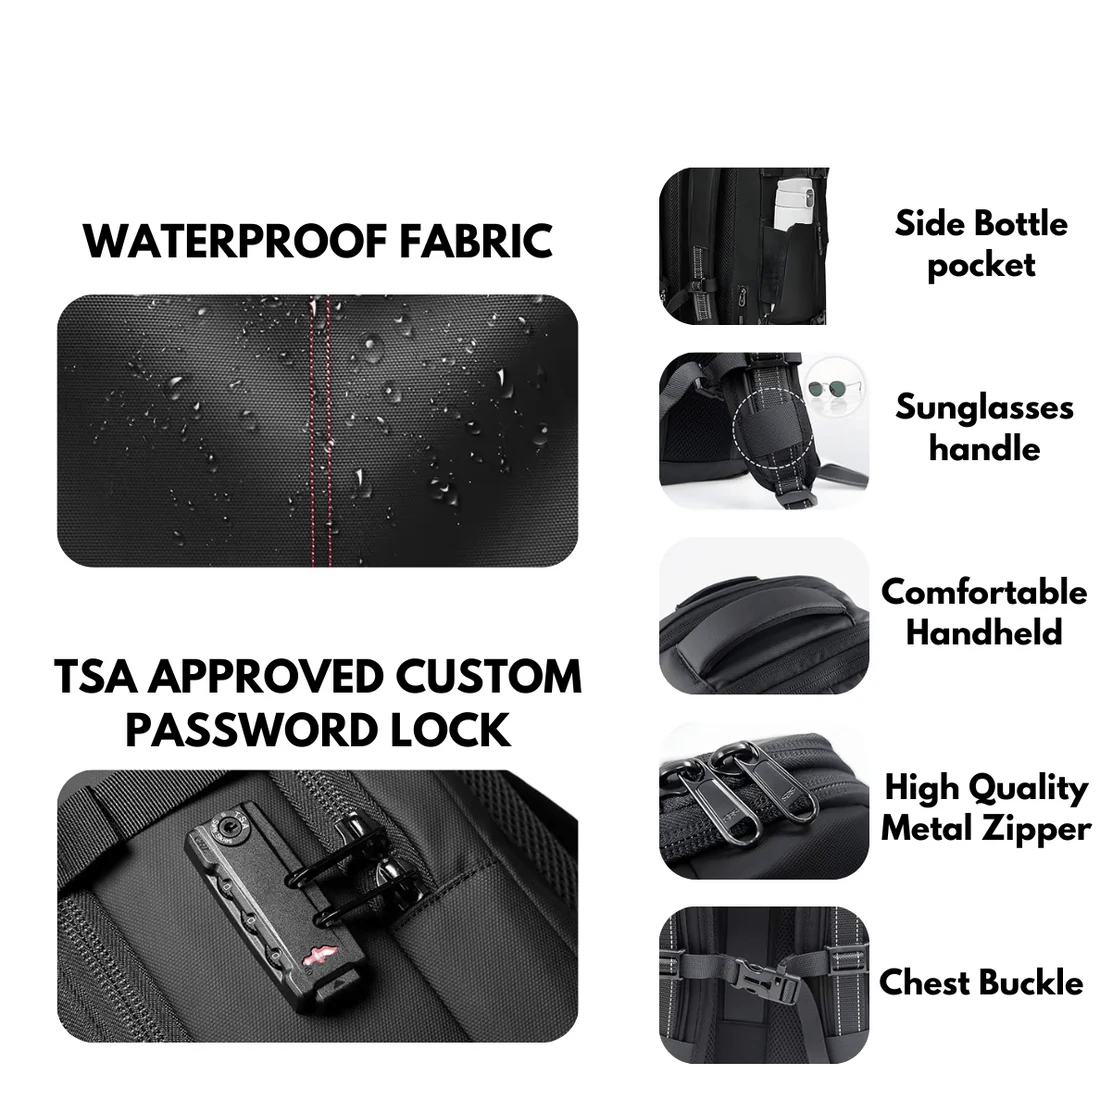 WATERPROOF FABRIC
TSA APPROVED CUSTOM
PASSWORD LOCK
TSA
Side Bottle
pocket
Sunglasses
handle
Comfortable
Handheld
High Quality
Metal Zipper
Chest Buckle